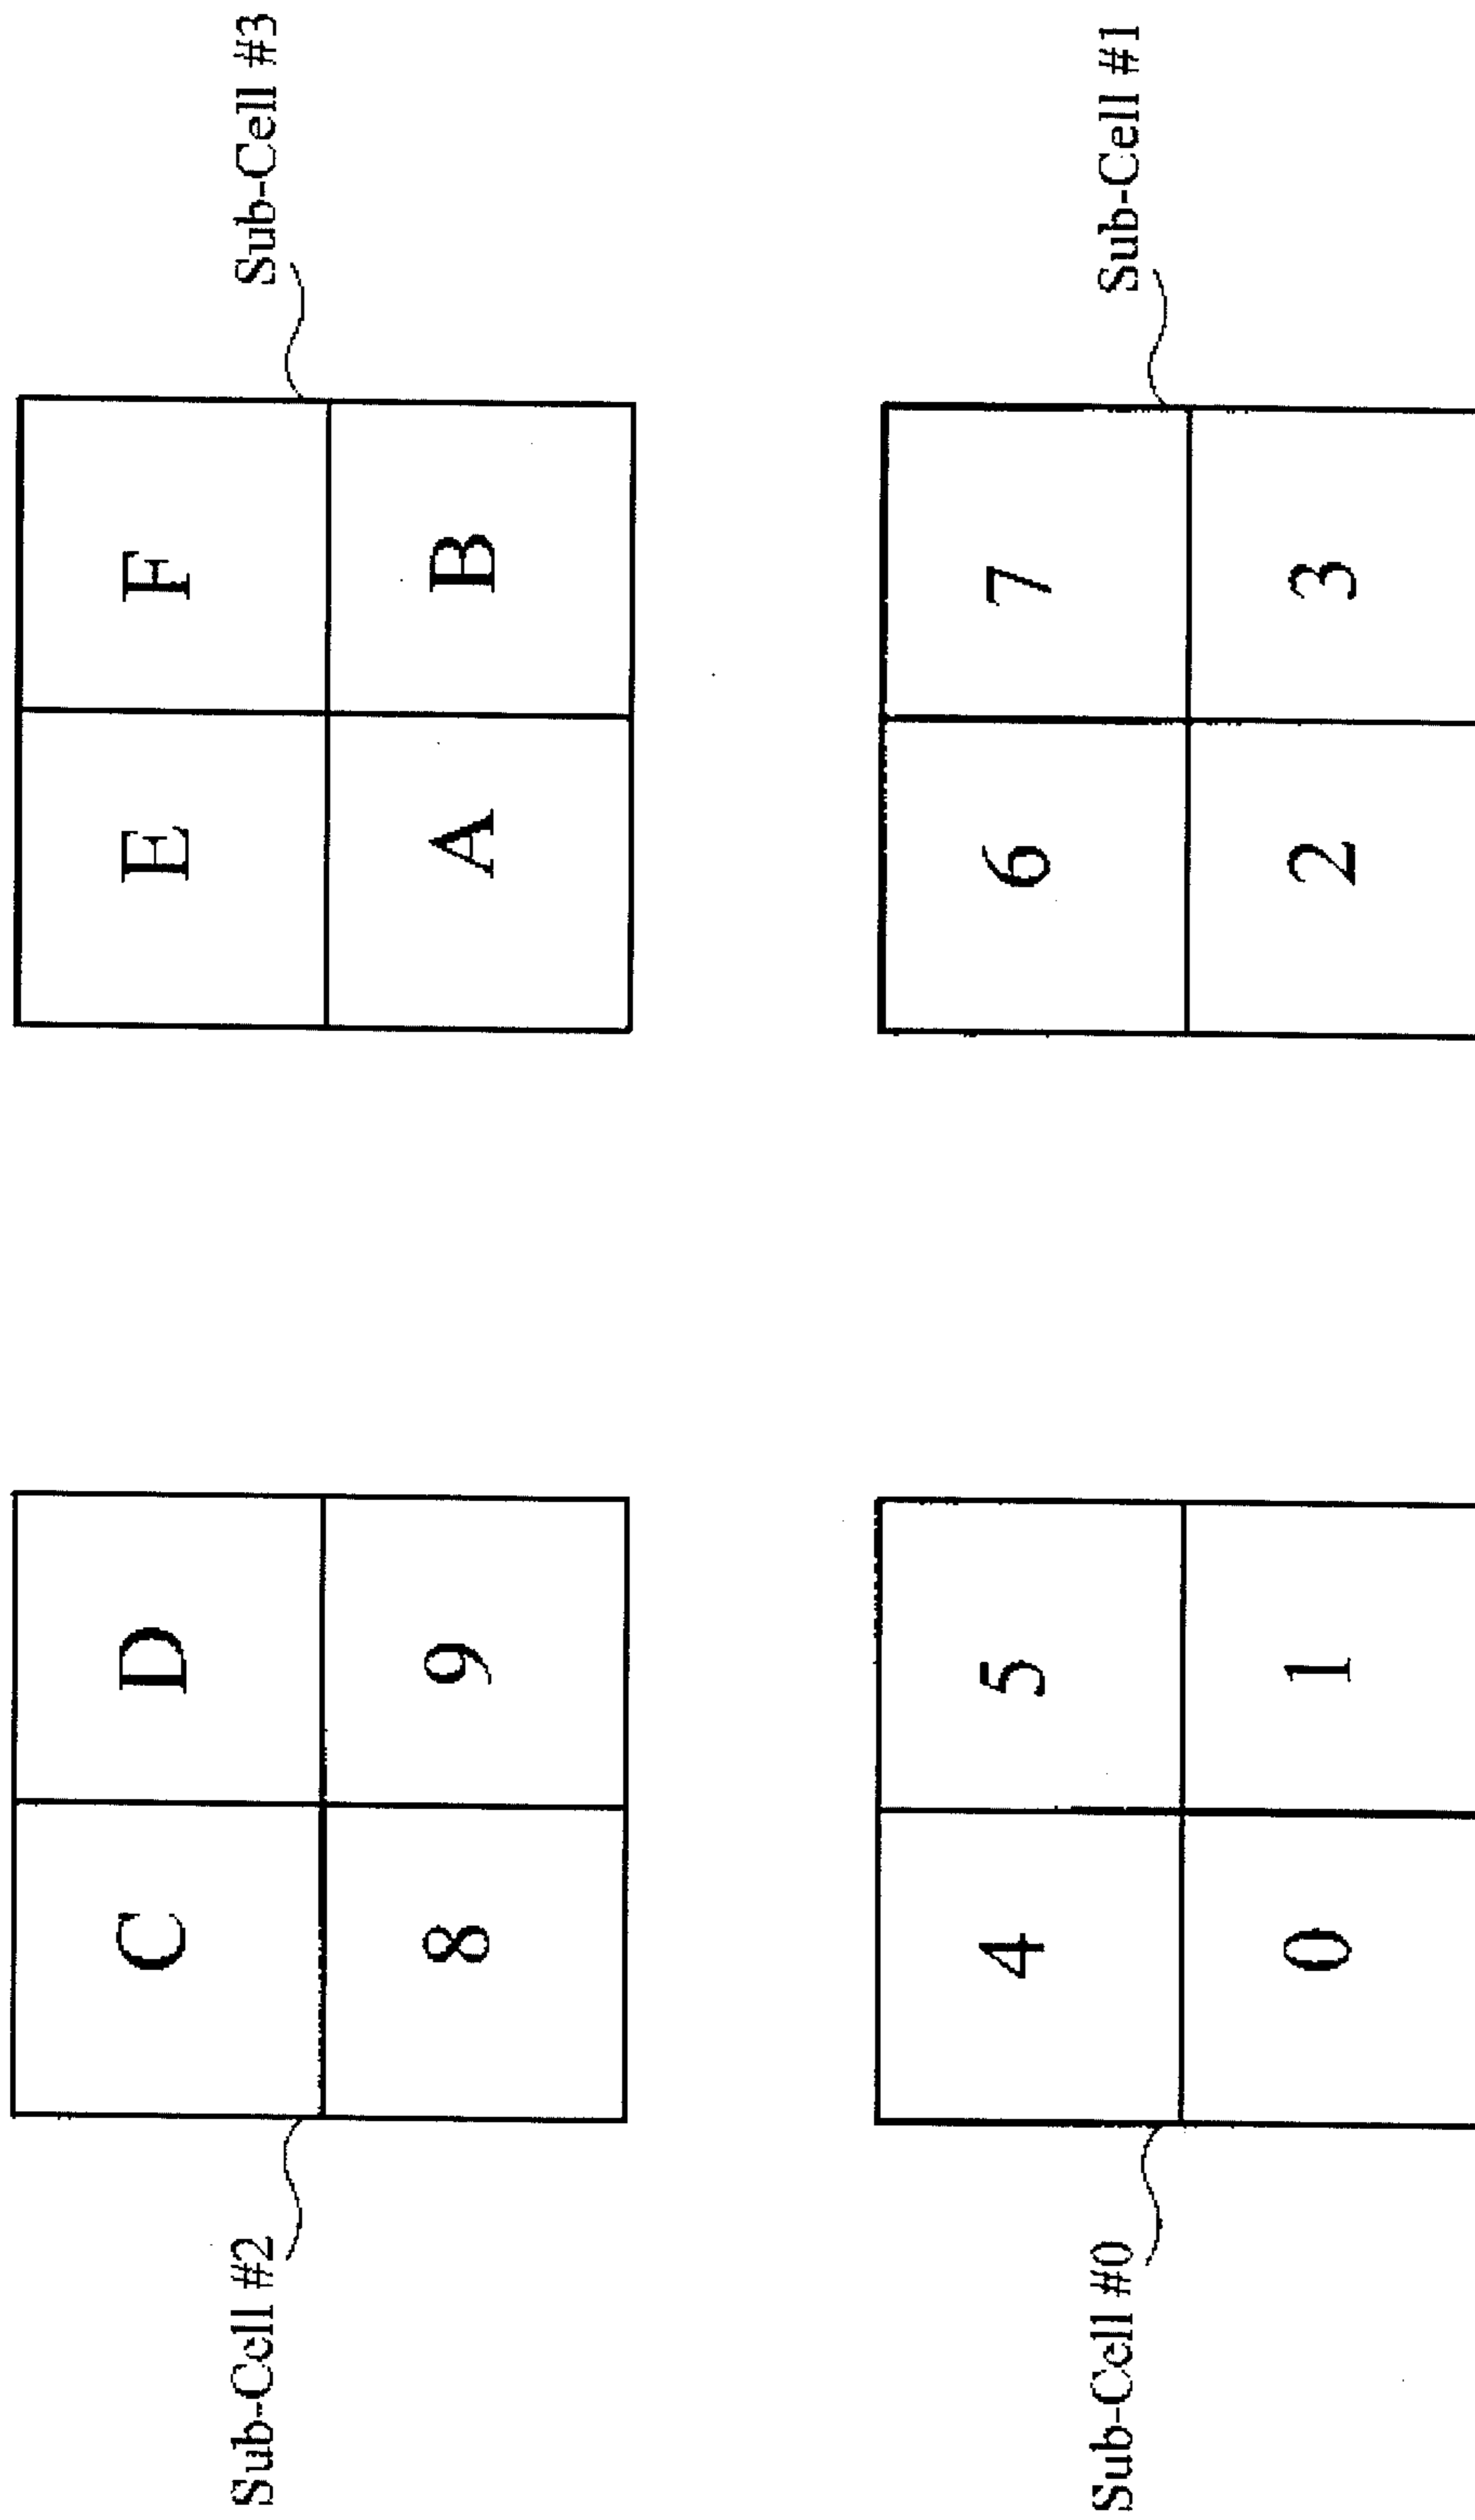 C D E F
Sub-Cell #2 Sub-Cell #3
8 9 A B
4 5 6 7
Sub-Cell #0 Sub-Cell #1
0 1 2 3